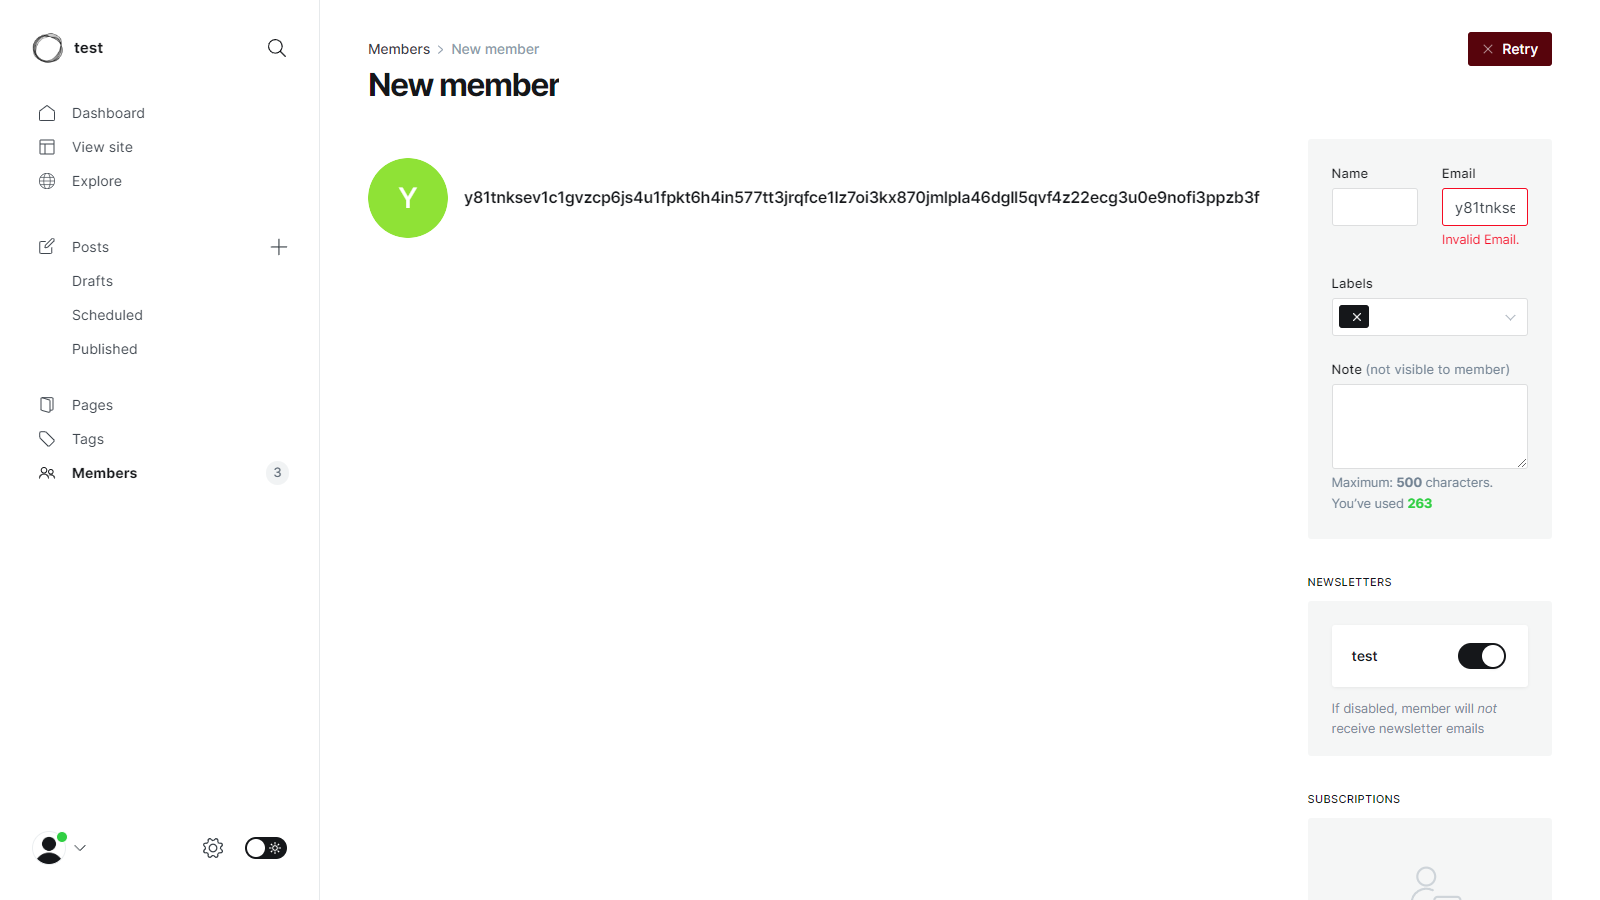 test
Dashboard
View site
Explore
Posts
Drafts
Scheduled
Published
Pages
Tags
Members
3
Members
New member
Retry
New member
Y
y81tnksev1c1gvzcp6js4u1fpkt6h4in577tt3jrqfce1lz7oi3kx870jmlpla46dgll5qvf4z22ecg3u0e9nofi3ppzb3f
Name
Email
y81tnkse
Invalid Email.
Labels
Note (not visible to member)
Maximum: 500 characters.
You've used 263
NEWSLETTERS
test
If disabled, member will not
receive newsletter emails
SUBSCRIPTIONS